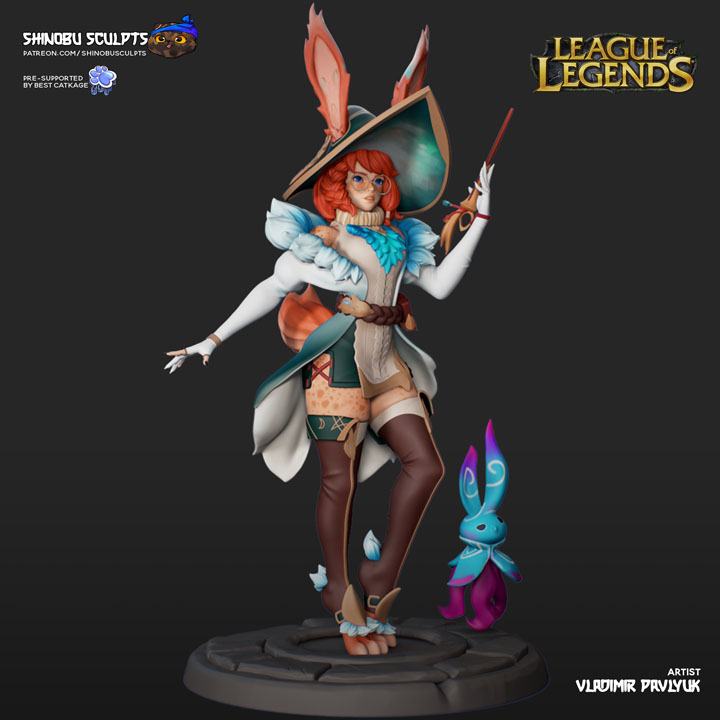 SHINOBU SCULPTS
PATREON.COM/SHINOBUSCULPTS
PRE-SUPPORTED
BY BEST CATKAGE
LEAGUE of
LEGENDS
ARTIST
VLADIMIR PAVLYUK